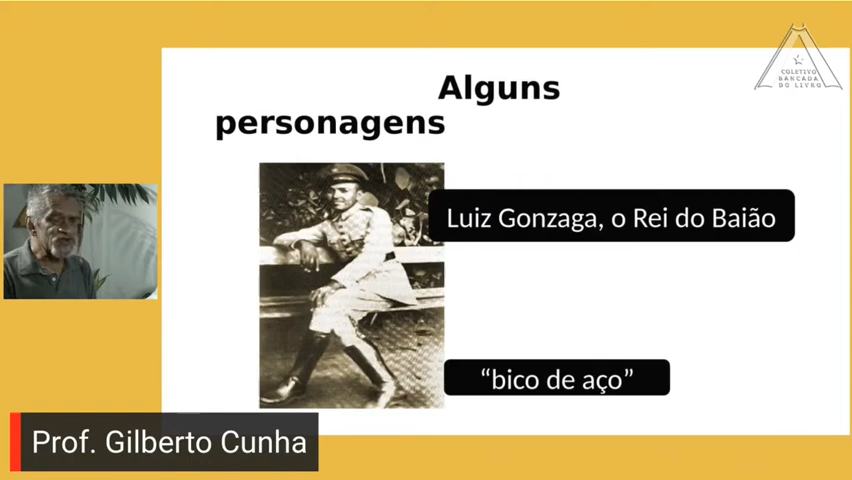 Alguns
personagens
COLETIVO
BANCADA
DO LIVRO
Luiz Gonzaga, o Rei do Baião
“bico de aço”
Prof. Gilberto Cunha